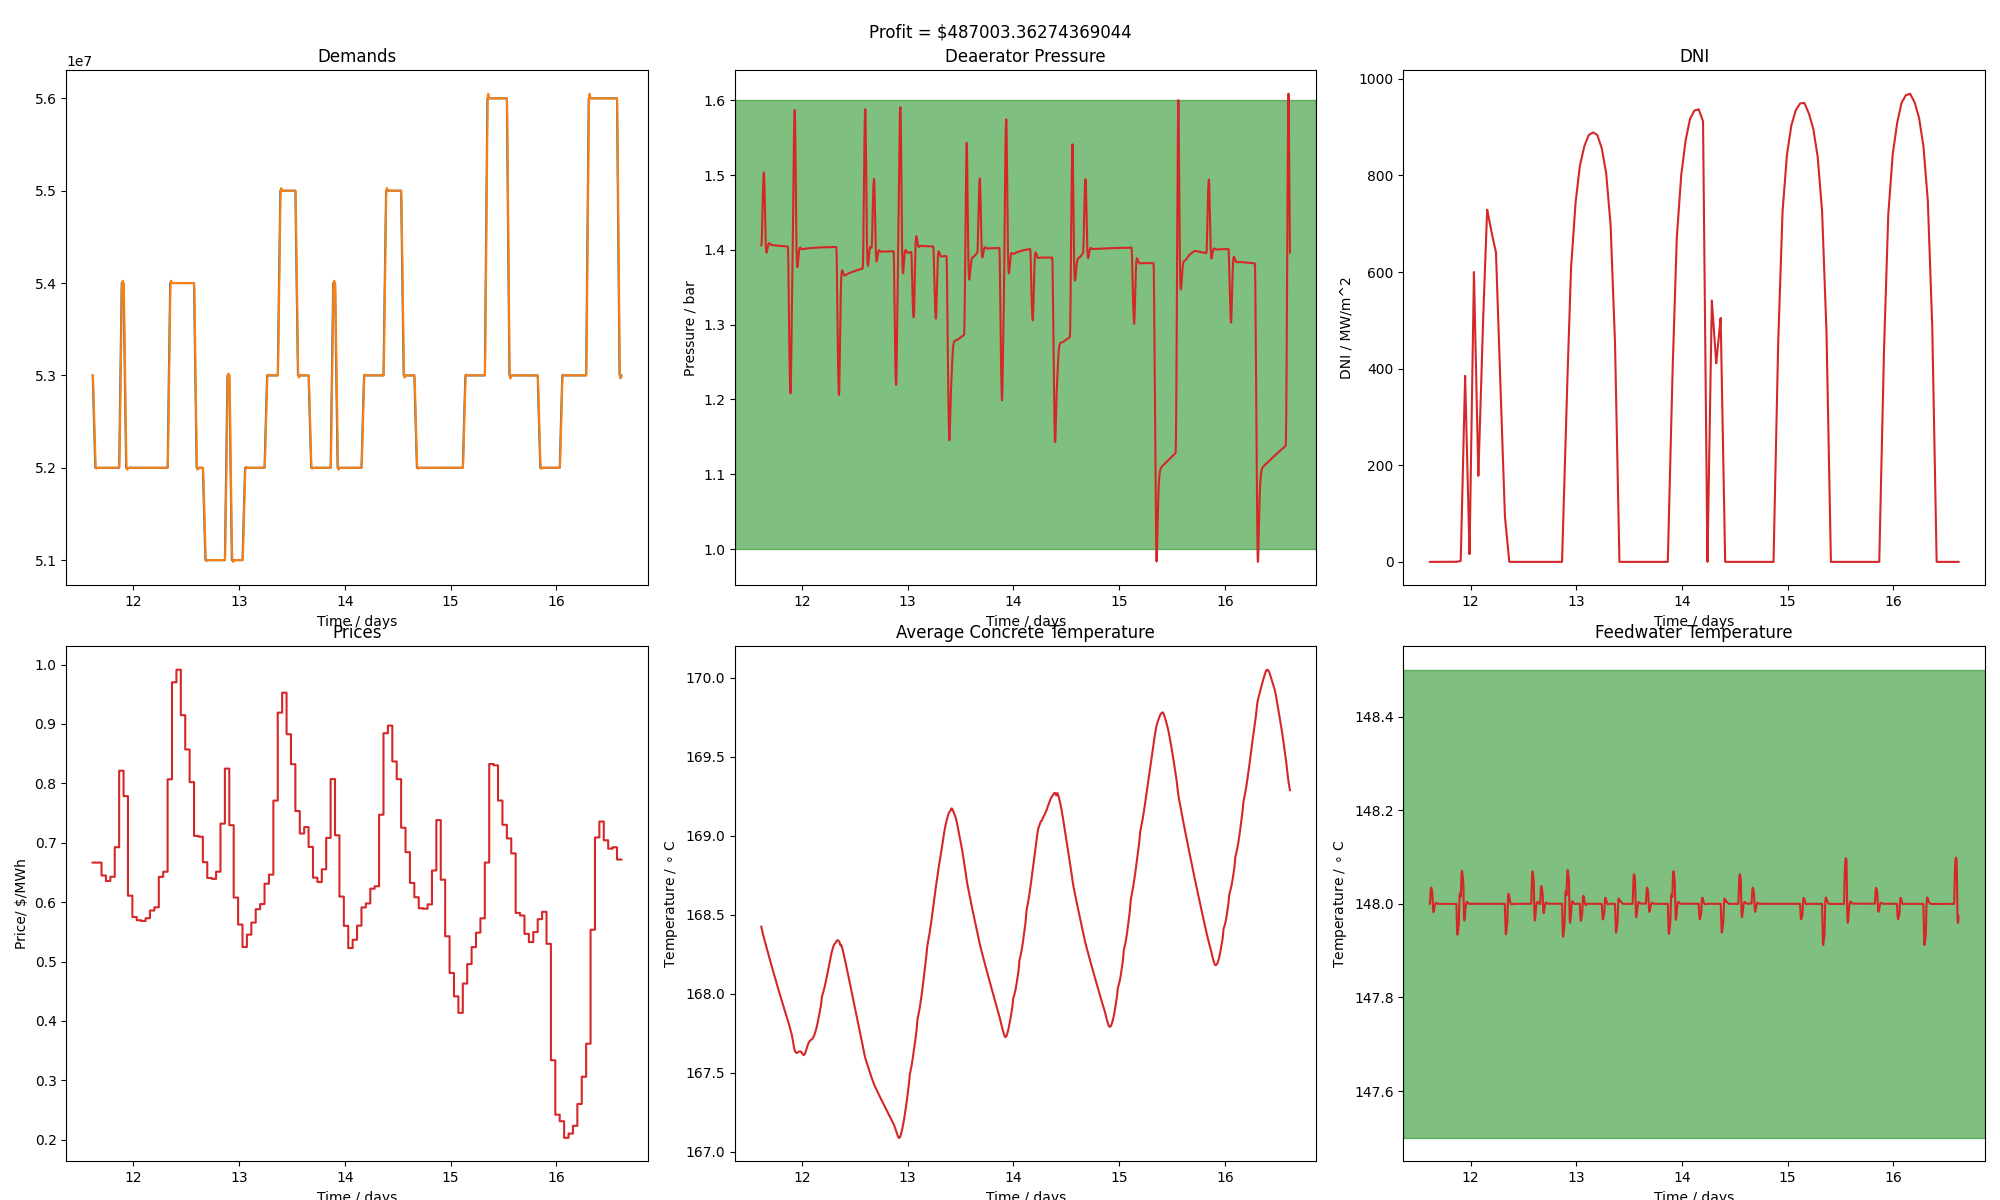 Profit = $487003.36274369044
Demands
1e7
5.6
5.5
5.4
5.3
5.2
5.1
12 13 14 15 16
Time / days
Deaerator Pressure
Pressure / bar
1.6
1.5
1.4
1.3
1.2
1.1
1.0
12 13 14 15 16
Time / days
DNI
DNI / MW/m^2
1000
800
600
400
200
0
12 13 14 15 16
Time / days
Prices
Price/ $/MWh
1.0
0.9
0.8
0.7
0.6
0.5
0.4
0.3
0.2
12 13 14 15 16
Time / days
Average Concrete Temperature
Temperature / ∘ C
170.0
169.5
169.0
168.5
168.0
167.5
167.0
12 13 14 15 16
Time / days
Feedwater Temperature
Temperature / ∘ C
148.4
148.2
148.0
147.8
147.6
12 13 14 15 16
Time / days